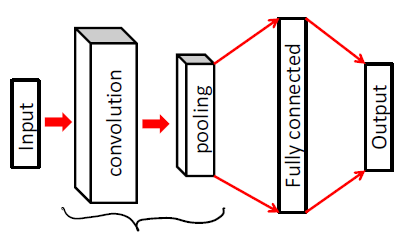 Input
convolution
pooling
Fully connected
Output